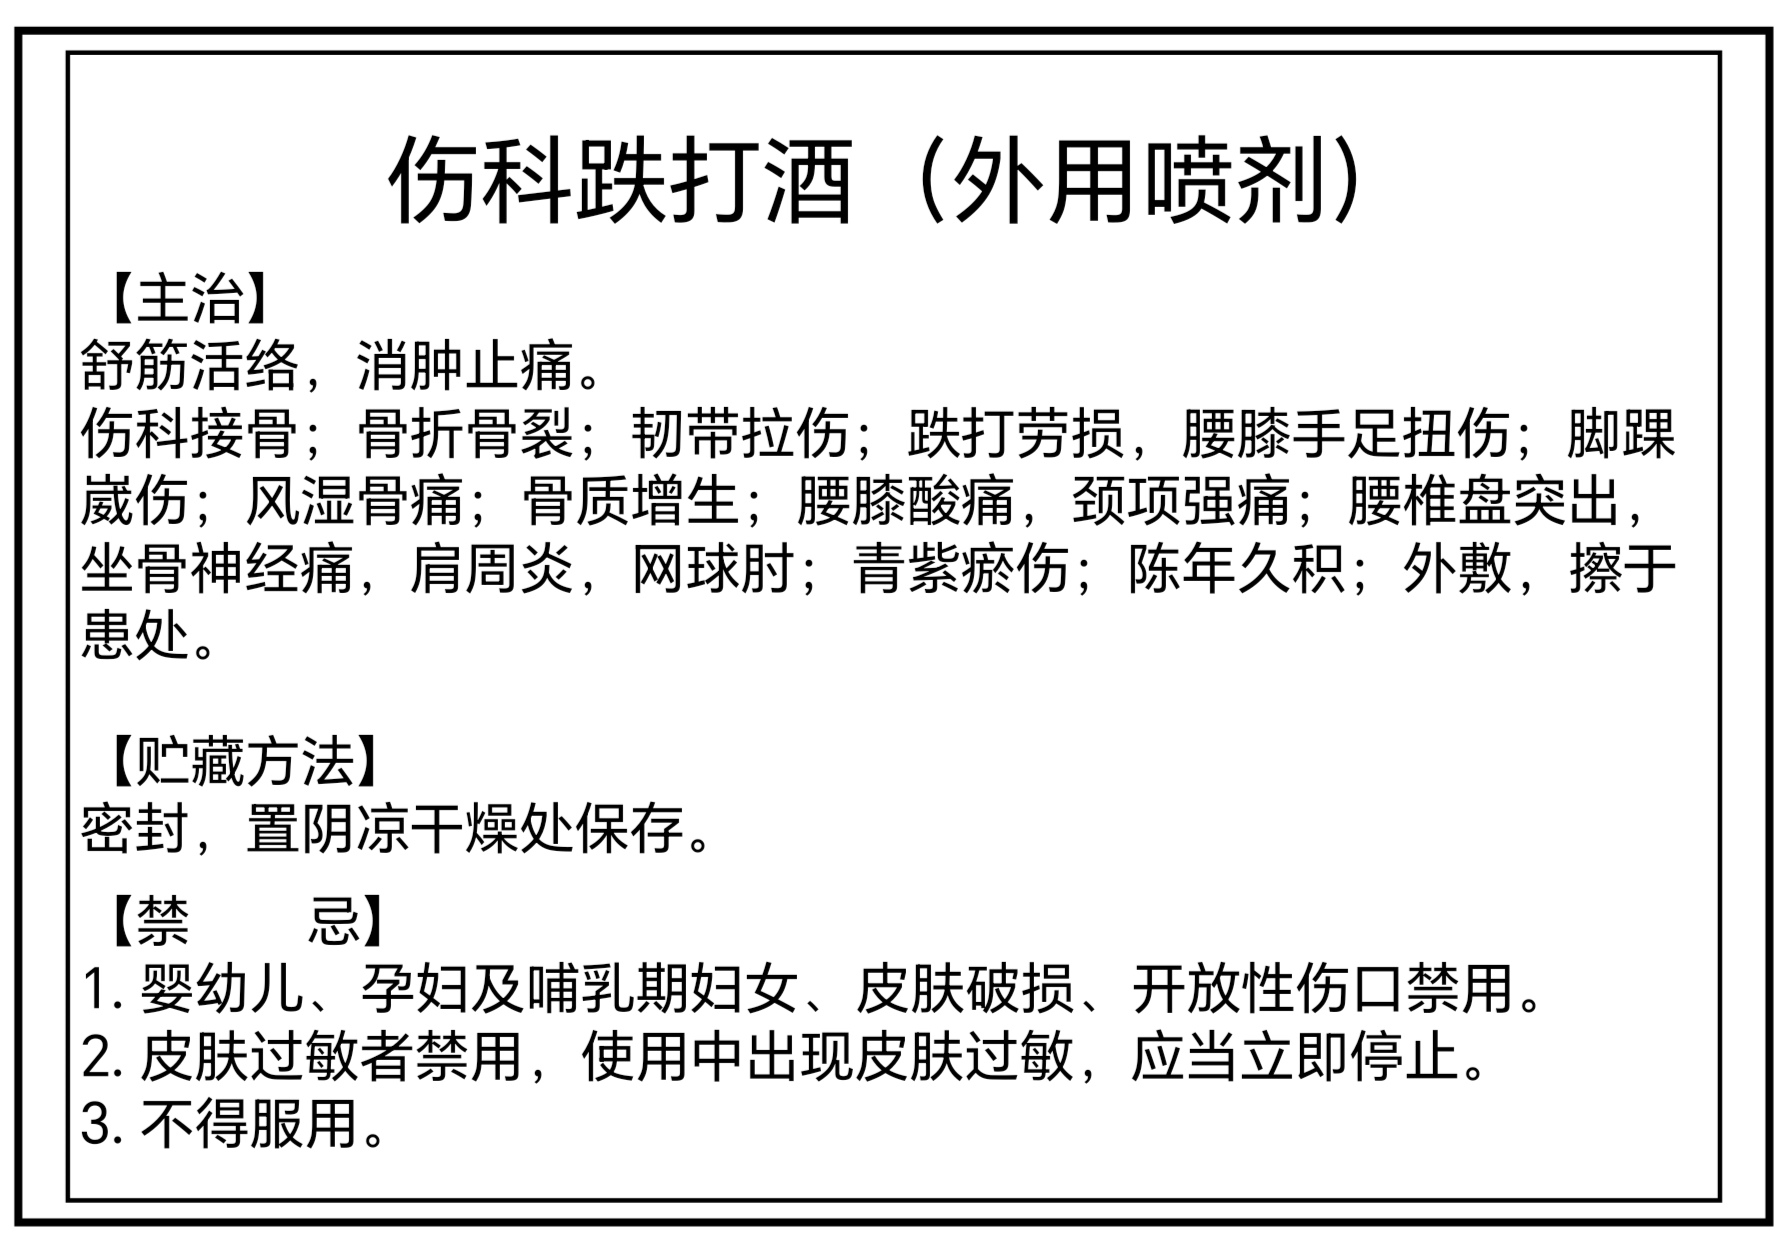 伤科跌打酒（外用喷剂）
【主治】
舒筋活络，消肿止痛。
伤科接骨；骨折骨裂；韧带拉伤；跌打劳损，腰膝手足扭伤；脚踝
崴伤；风湿骨痛；骨质增生；腰膝酸痛，颈项强痛；腰椎盘突出，
坐骨神经痛，肩周炎，网球肘；青紫瘀伤；陈年久积；外敷，擦于
患处。
【贮藏方法】
密封，置阴凉干燥处保存。
【禁　　忌】
1. 婴幼儿、孕妇及哺乳期妇女、皮肤破损、开放性伤口禁用。
2. 皮肤过敏者禁用，使用中出现皮肤过敏，应当立即停止。
3. 不得服用。